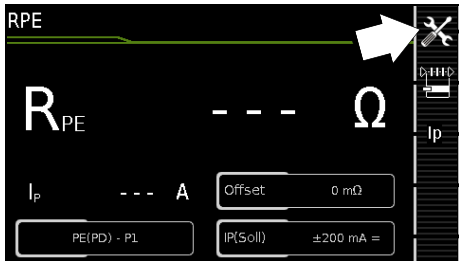 RPE
RPE --- Ω
Ip
IP --- A
Offset 0 mΩ
PE(PD) - P1
IP(Soll) ±200 mA =